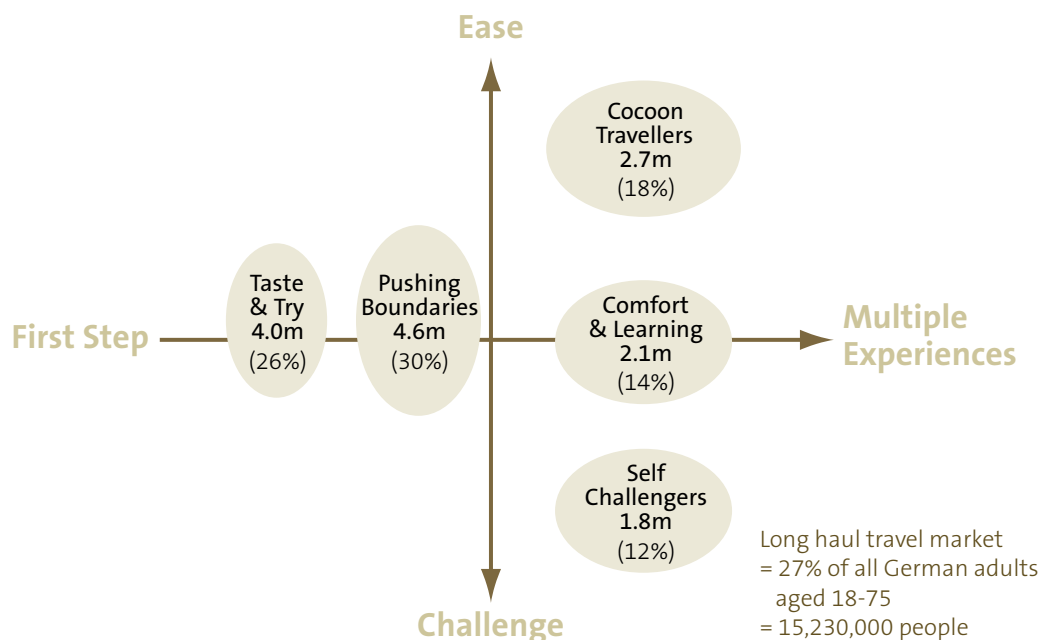 Ease
Cocoon
Travellers
2.7m
(18%)
Taste
& Try
4.0m
(26%)
Pushing
Boundaries
4.6m
(30%)
Comfort
& Learning
2.1m
(14%)
First Step
Multiple
Experiences
Self
Challengers
1.8m
(12%)
Challenge
Long haul travel market
= 27% of all German adults
aged 18-75
= 15,230,000 people